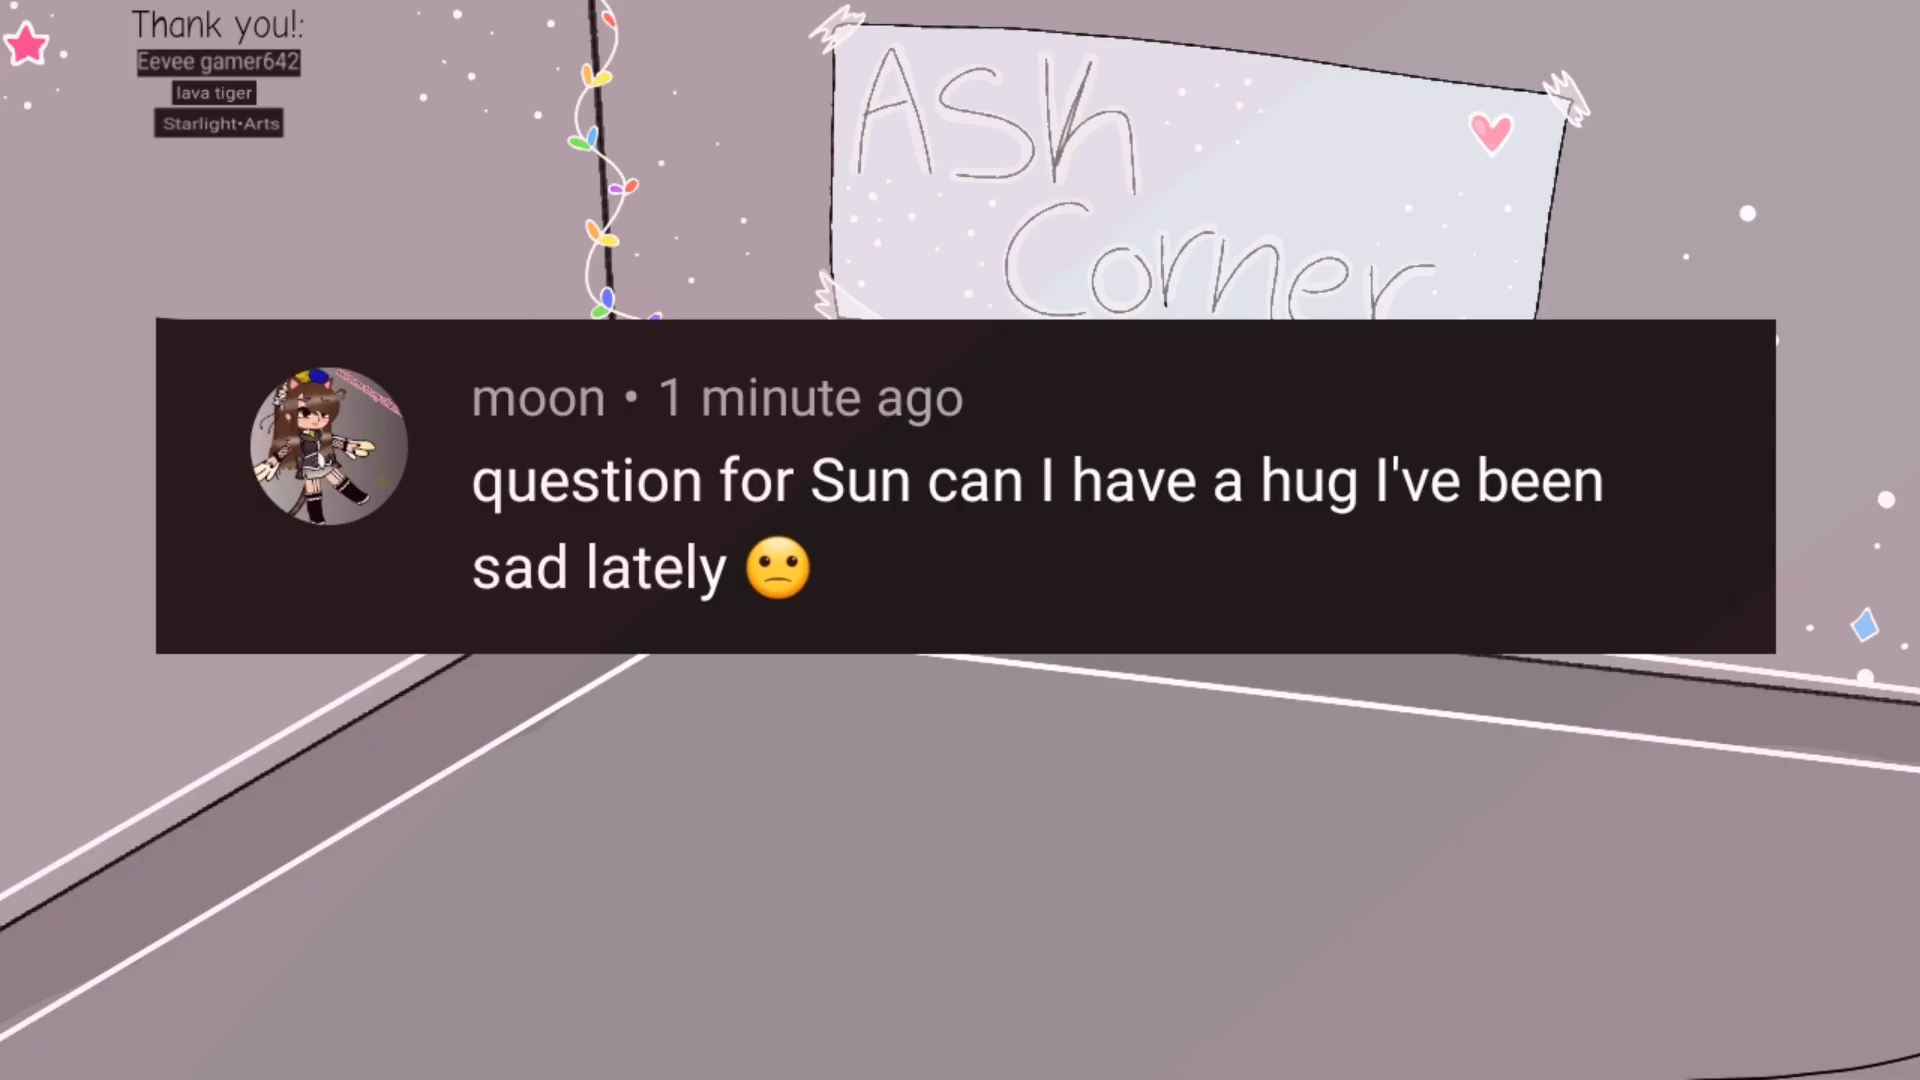 Thank you!:
Eevee gamer642
lava tiger
Starlight•Arts
ASk
Corner
moon • 1 minute ago
question for Sun can I have a hug I've been
sad lately 😕